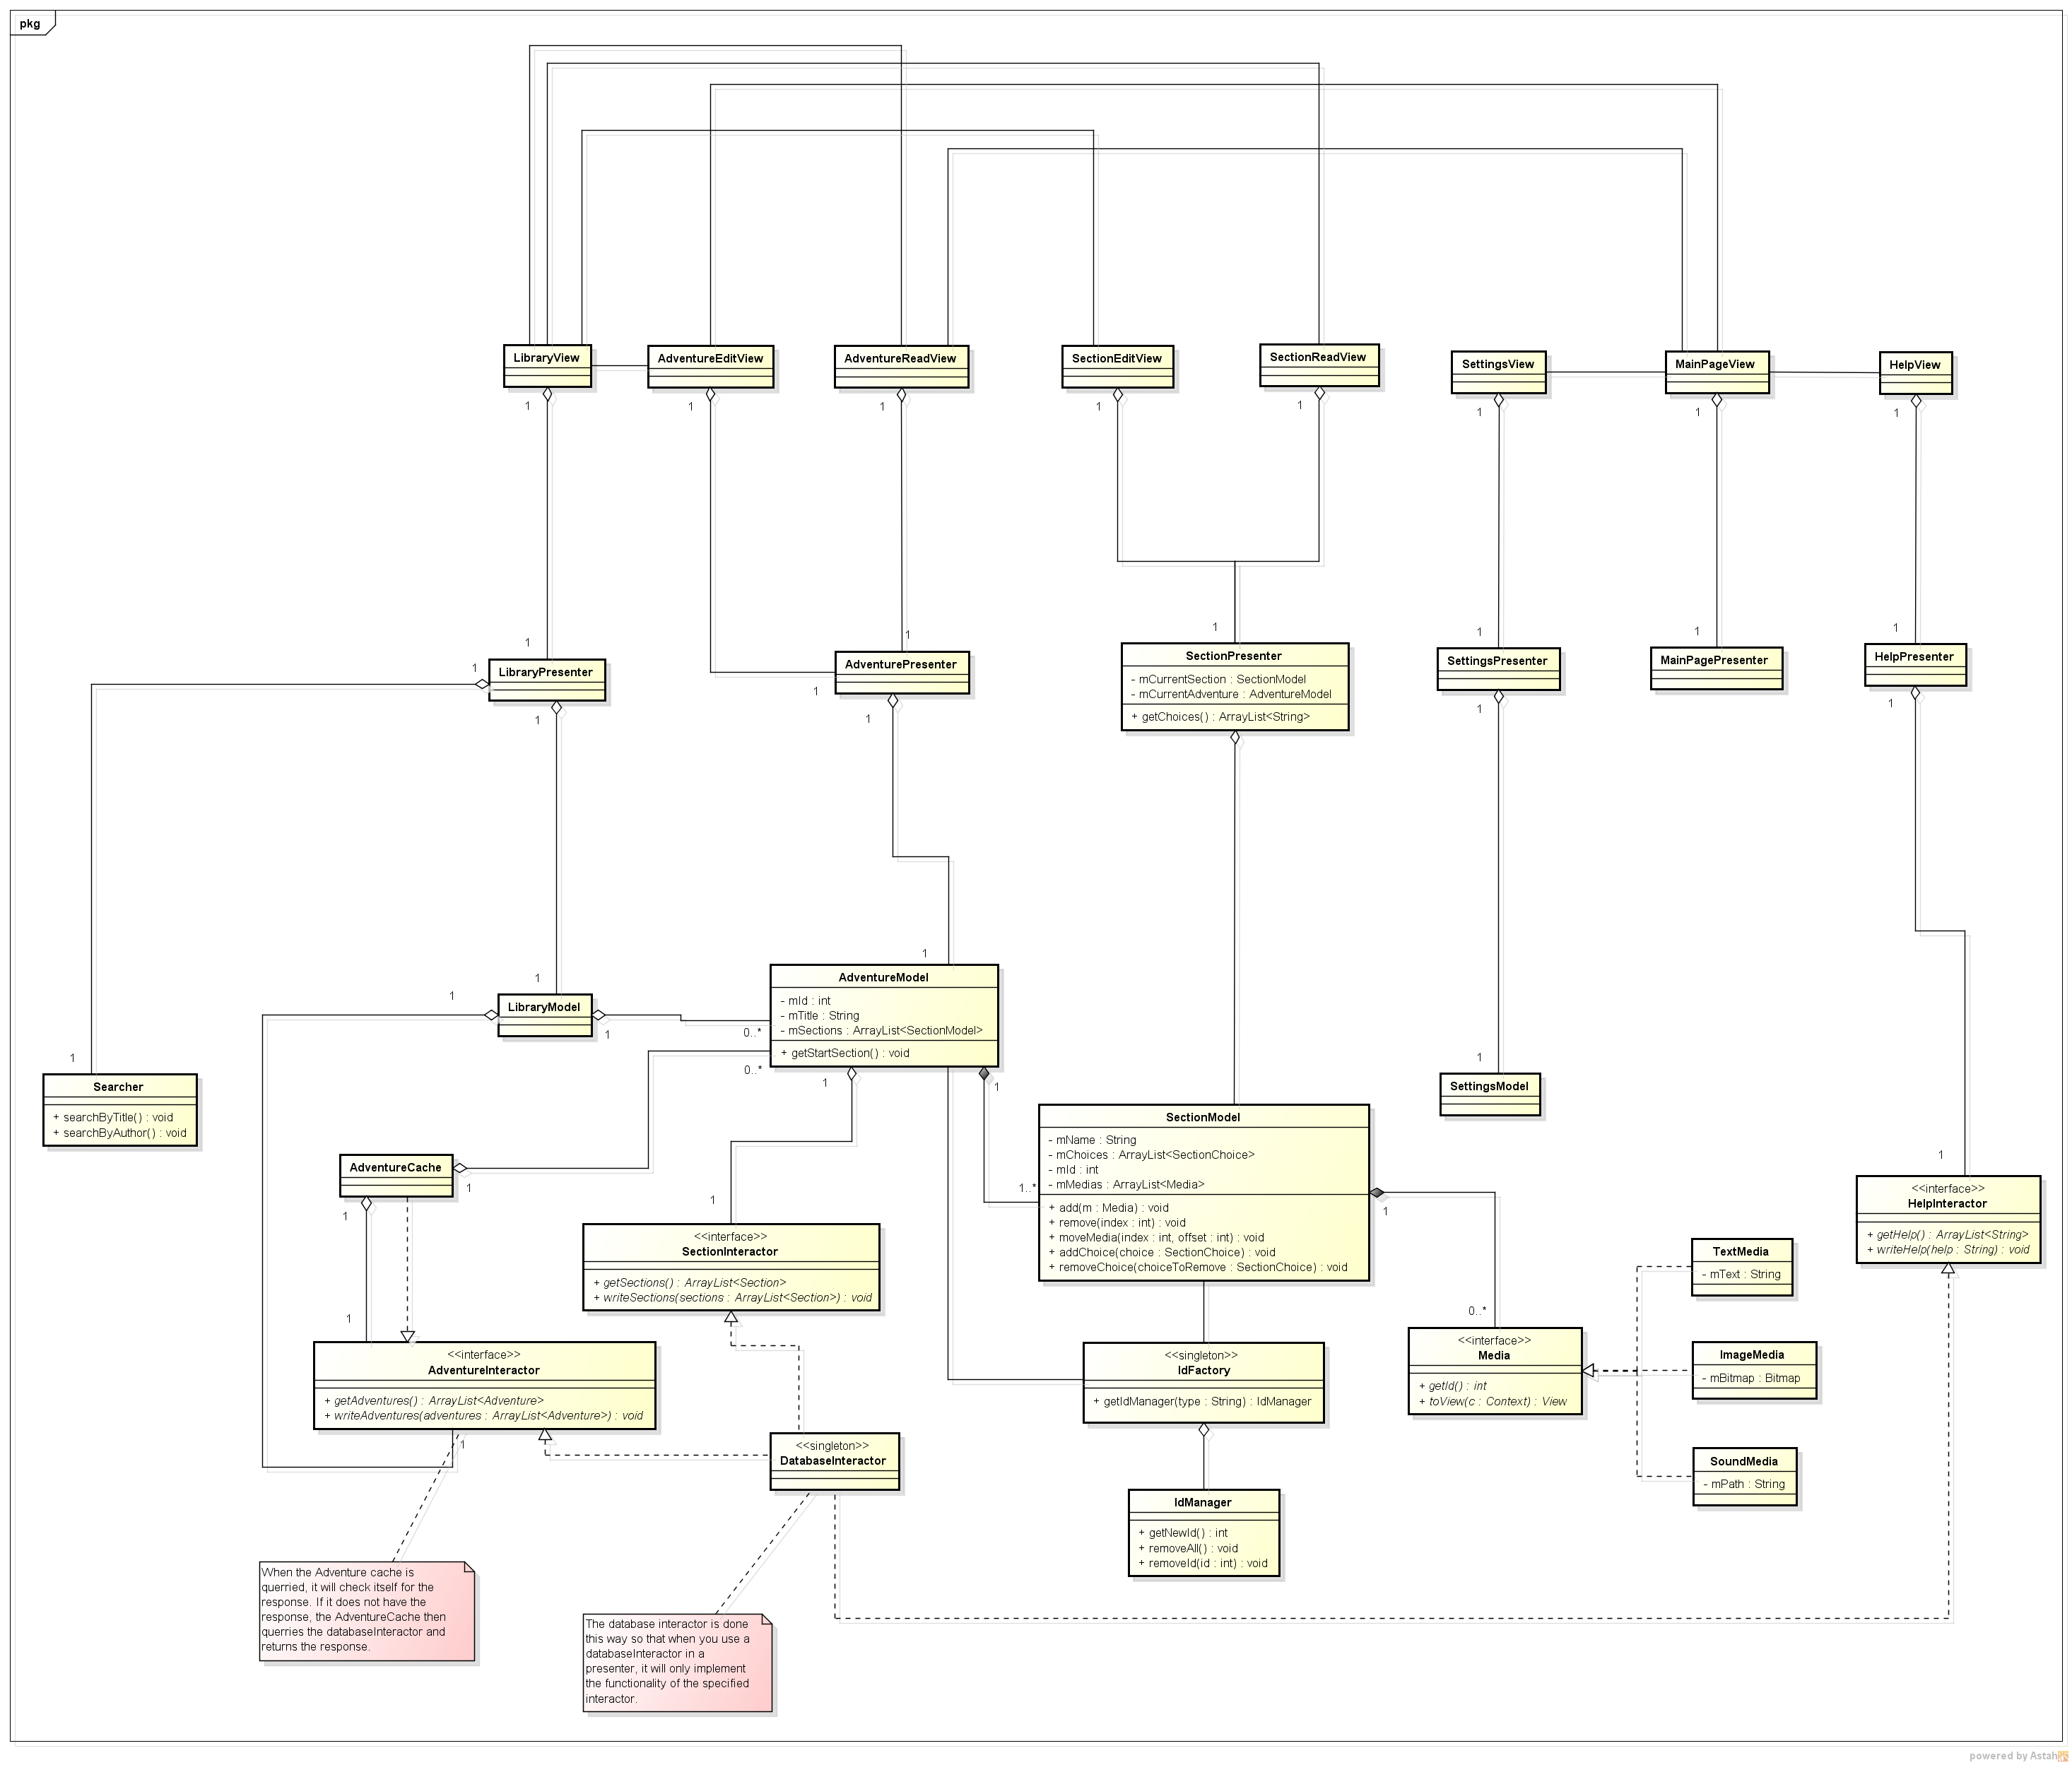 pkg
LibraryView
AdventureEditView
AdventureReadView
SectionEditView
SectionReadView
SettingsView
MainPageView
HelpView
1
1
1
1
1
1
1
1
1
1
1
1
1
1
LibraryPresenter
1
AdventurePresenter
1
SectionPresenter
- mCurrentSection : SectionModel
- mCurrentAdventure : AdventureModel
+ getChoices() : ArrayList<String>
SettingsPresenter
MainPagePresenter
HelpPresenter
1
1
1
1
1
1
1
LibraryModel
1
1
AdventureModel
- mId : int
- mTitle : String
- mSections : ArrayList<SectionModel>
+ getStartSection() : void
0..*
0..*
1
1
1
Searcher
+ searchByTitle() : void
+ searchByAuthor() : void
1
SettingsModel
SectionModel
- mName : String
- mChoices : ArrayList<SectionChoice>
- mId : int
- mMedias : ArrayList<Media>
+ add(m : Media) : void
+ remove(index : int) : void
+ moveMedia(index : int, offset : int) : void
+ addChoice(choice : SectionChoice) : void
+ removeChoice(choiceToRemove : SectionChoice) : void
1..*
1
AdventureCache
1
1
1
1
<<interface>>
HelpInteractor
+ getHelp() : ArrayList<String>
+ writeHelp(help : String) : void
<<interface>>
SectionInteractor
+ getSections() : ArrayList<Section>
+ writeSections(sections : ArrayList<Section>) : void
TextMedia
- mText : String
0..*
1
<<interface>>
AdventureInteractor
+ getAdventures() : ArrayList<Adventure>
+ writeAdventures(adventures : ArrayList<Adventure>) : void
1
<<singleton>>
IdFactory
+ getIdManager(type : String) : IdManager
<<interface>>
Media
+ getId() : int
+ toView(c : Context) : View
ImageMedia
- mBitmap : Bitmap
<<singleton>>
DatabaseInteractor
SoundMedia
- mPath : String
IdManager
+ getNewId() : int
+ removeAll() : void
+ removeId(id : int) : void
When the Adventure cache is
querried, it will check itself for the
response. If it does not have the
response, the AdventureCache then
querries the databaseInteractor and
returns the response.
The database interactor is done
this way so that when you use a
databaseInteractor in a
presenter, it will only implement
the functionality of the specified
interactor.
powered by Astah